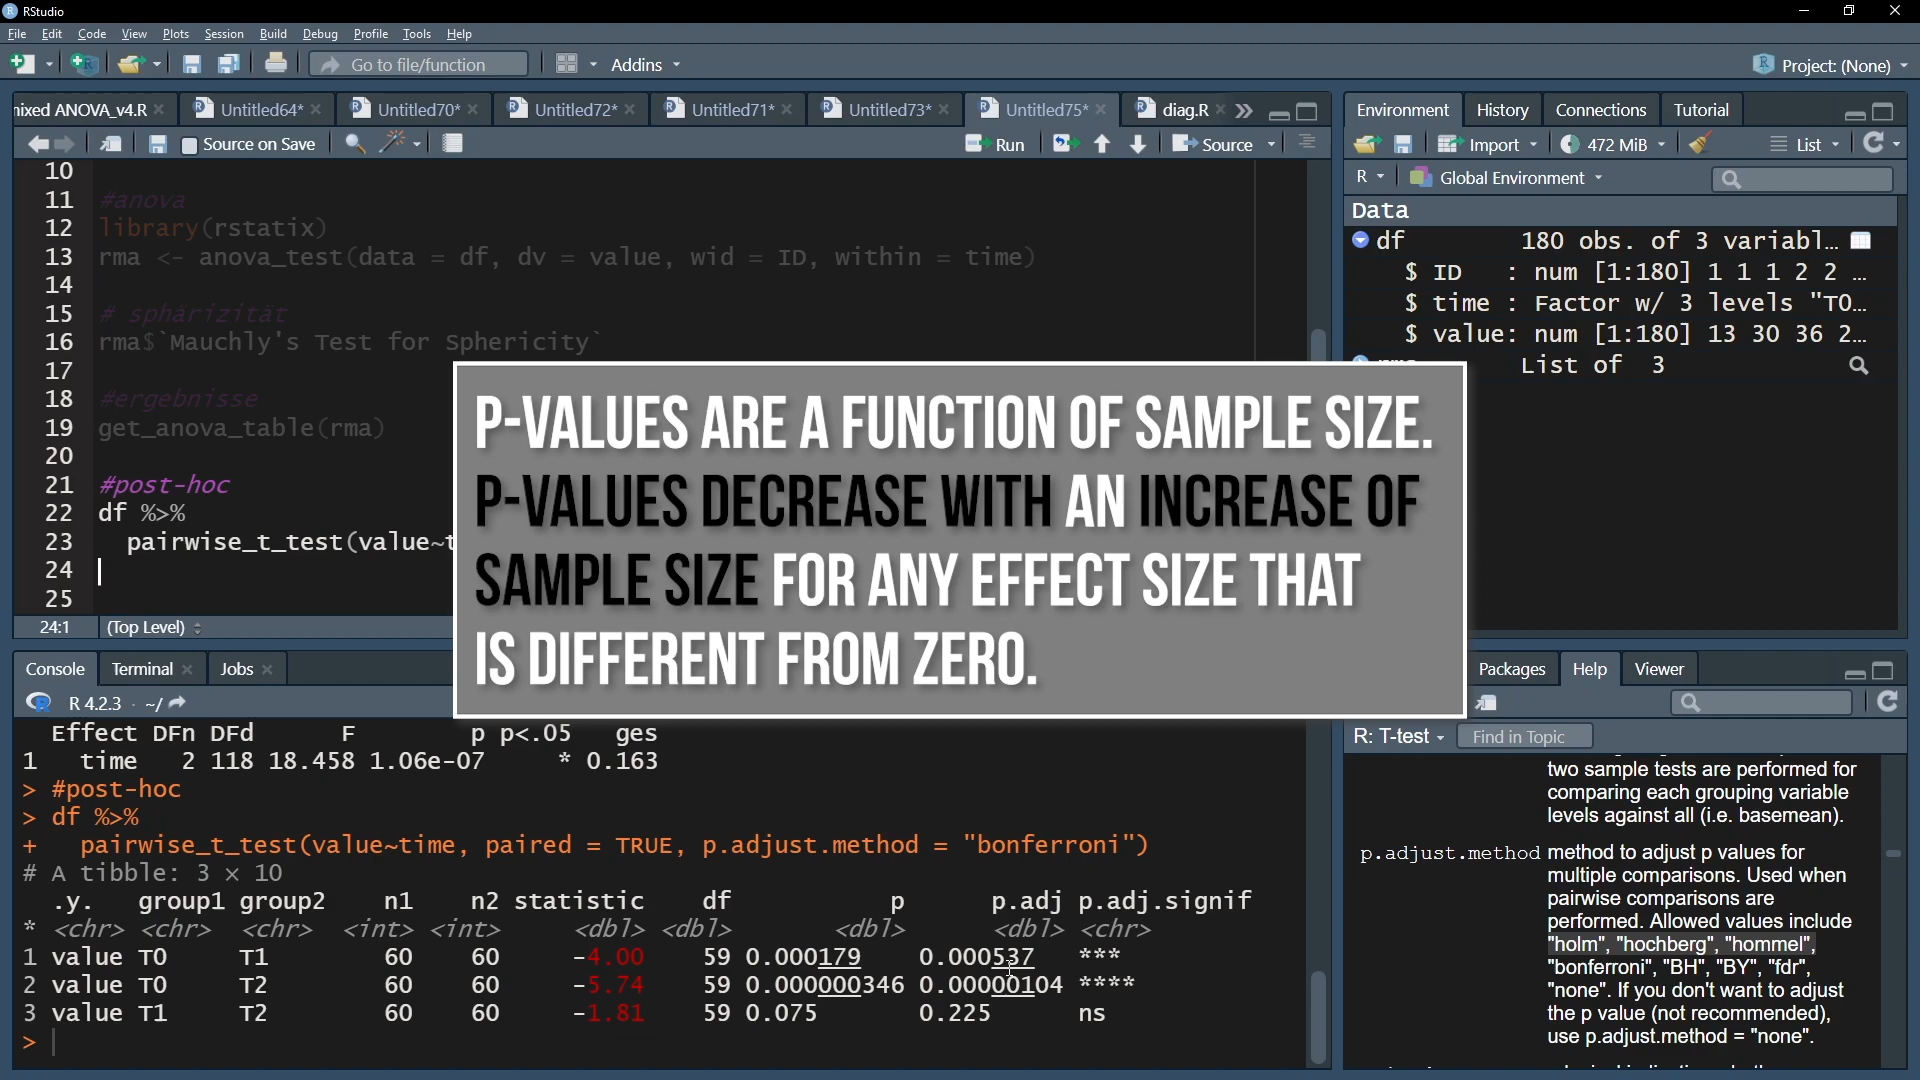 RStudio
File Edit Code View Plots Session Build Debug Profile Tools Help
Go to file/function Addins Project: (None)
nixed ANOVA_v4.R Untitled64* Untitled70* Untitled72* Untitled71* Untitled73* Untitled75* diag.R
Source on Save Run Source
10
11 #anova
12 library(rstatix)
13 rma <- anova_test(data = df, dv = value, wid = ID, within = time)
14
15 # sphärizität
16 rma$`Mauchly's Test for Sphericity`
17
18 #ergebnisse
19 get_anova_table(rma)
20
21 #post-hoc
22 df %>%
23 pairwise_t_test(value~t
24
25
24:1 (Top Level)
P-VALUES ARE A FUNCTION OF SAMPLE SIZE.
P-VALUES DECREASE WITH AN INCREASE OF
SAMPLE SIZE FOR ANY EFFECT SIZE THAT
IS DIFFERENT FROM ZERO.
Environment History Connections Tutorial
Import 472 MiB List
R Global Environment
Data
df 180 obs. of 3 variabl…
$ ID : num [1:180] 1 1 1 2 2 …
$ time : Factor w/ 3 levels "T0…
$ value: num [1:180] 13 30 36 2…
List of 3
Console Terminal Jobs
R 4.2.3 · ~/
Effect DFn DFd F p p<.05 ges
1 time 2 118 18.458 1.06e-07 * 0.163
> #post-hoc
> df %>%
+ pairwise_t_test(value~time, paired = TRUE, p.adjust.method = "bonferroni")
# A tibble: 3 × 10
.y. group1 group2 n1 n2 statistic df p p.adj p.adj.signif
* <chr> <chr> <chr> <int> <int> <dbl> <dbl> <dbl> <dbl> <chr>
1 value T0 T1 60 60 -4.00 59 0.000179 0.000537 ***
2 value T0 T2 60 60 -5.74 59 0.000000346 0.00000104 ****
3 value T1 T2 60 60 -1.81 59 0.075 0.225 ns
>
Packages Help Viewer
R: T-test Find in Topic
two sample tests are performed for
comparing each grouping variable
levels against all (i.e. basemean).
p.adjust.method method to adjust p values for
multiple comparisons. Used when
pairwise comparisons are
performed. Allowed values include
"holm", "hochberg", "hommel",
"bonferroni", "BH", "BY", "fdr",
"none". If you don't want to adjust
the p value (not recommended),
use p.adjust.method = "none".